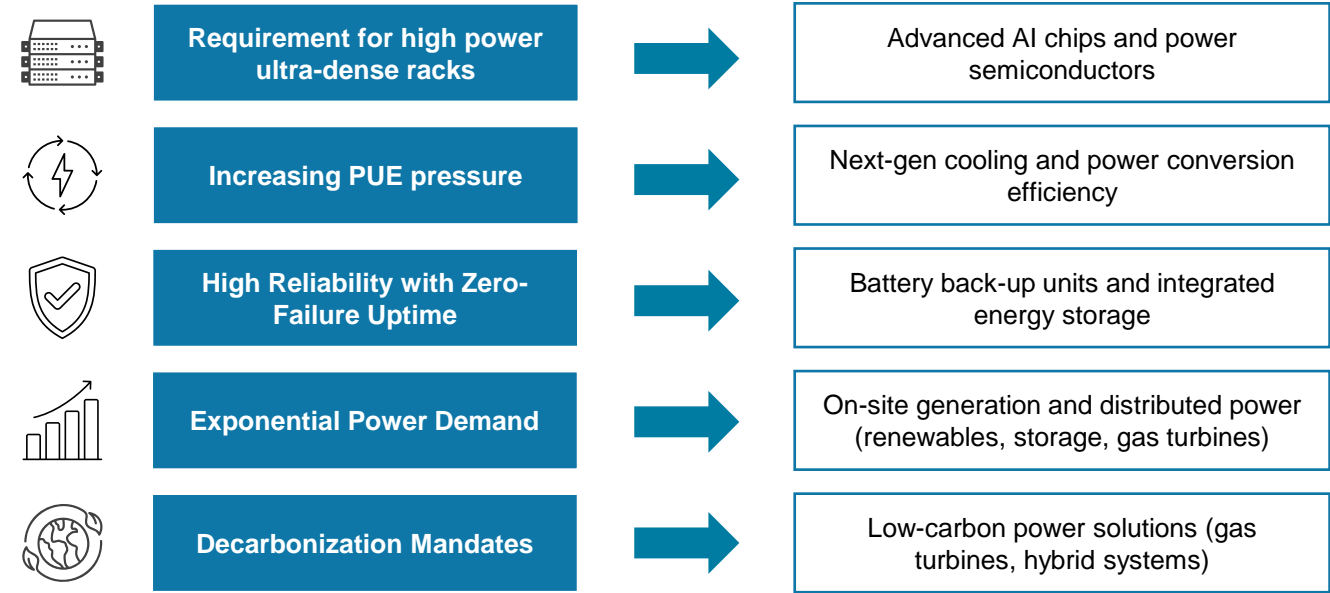 Requirement for high power
ultra-dense racks
Advanced AI chips and power
semiconductors
Increasing PUE pressure
Next-gen cooling and power conversion
efficiency
High Reliability with Zero-
Failure Uptime
Battery back-up units and integrated
energy storage
Exponential Power Demand
On-site generation and distributed power
(renewables, storage, gas turbines)
Decarbonization Mandates
Low-carbon power solutions (gas
turbines, hybrid systems)